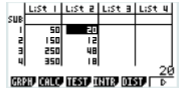 List 1 List 2 List 3 List 4
SUB
1 50 20
2 150 12
3 250 48
4 350 18
20
GRPH CALC TEST INTR DIST ▷